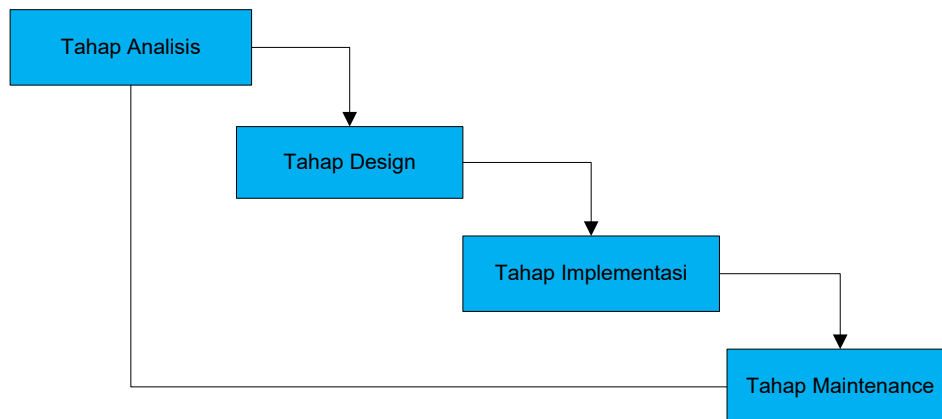 Tahap Analisis
Tahap Design
Tahap Implementasi
Tahap Maintenance